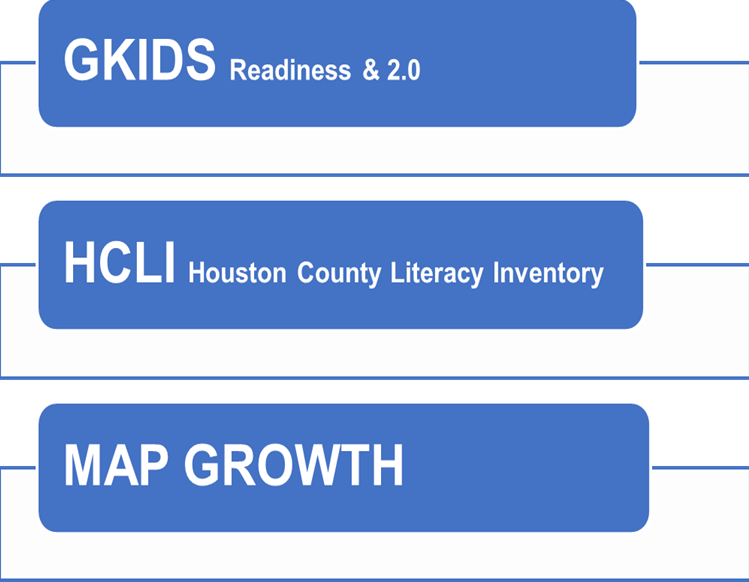 GKIDS Readiness & 2.0
HCLI Houston County Literacy Inventory
MAP GROWTH